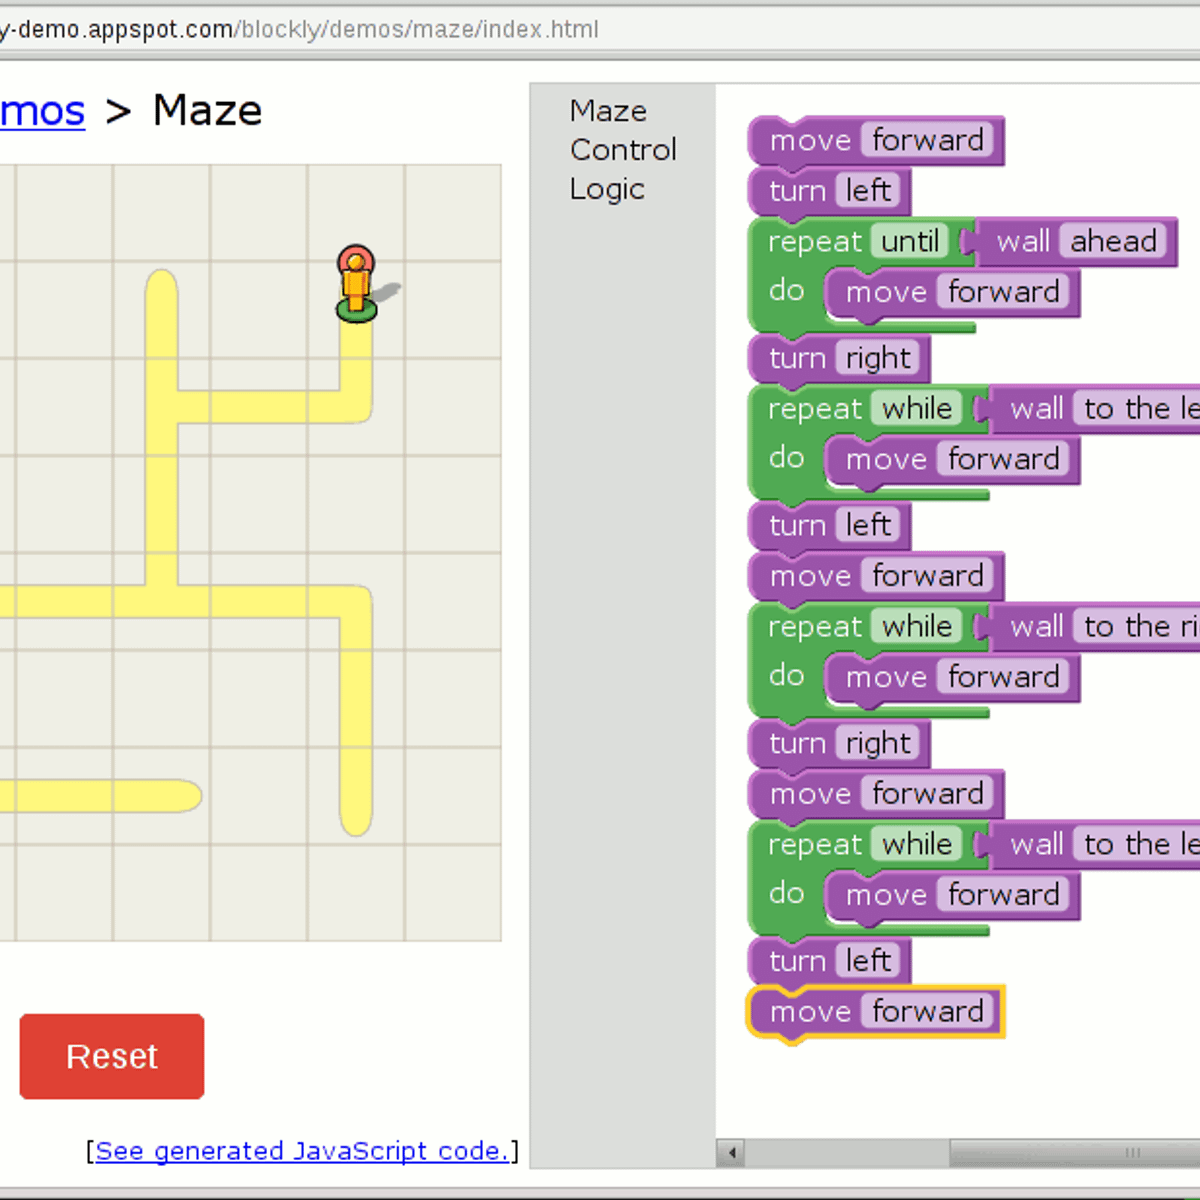 y-demo.appspot.com/blockly/demos/maze/index.html
mos > Maze
Maze
Control
Logic
move forward
turn left
repeat until wall ahead
do move forward
turn right
repeat while wall to the le
do move forward
turn left
move forward
repeat while wall to the ri
do move forward
turn right
move forward
repeat while wall to the le
do move forward
turn left
move forward
Reset
[See generated JavaScript code.]